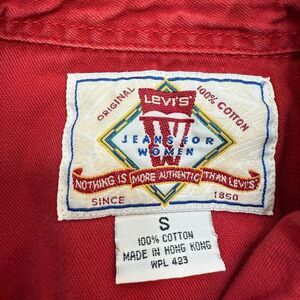 ORIGINAL
100% COTTON
LEVI'S
W
JEANS FOR
WOMEN
NOTHING IS MORE AUTHENTIC THAN LEVI'S
SINCE 1850
S
100% COTTON
MADE IN HONG KONG
WPL 423